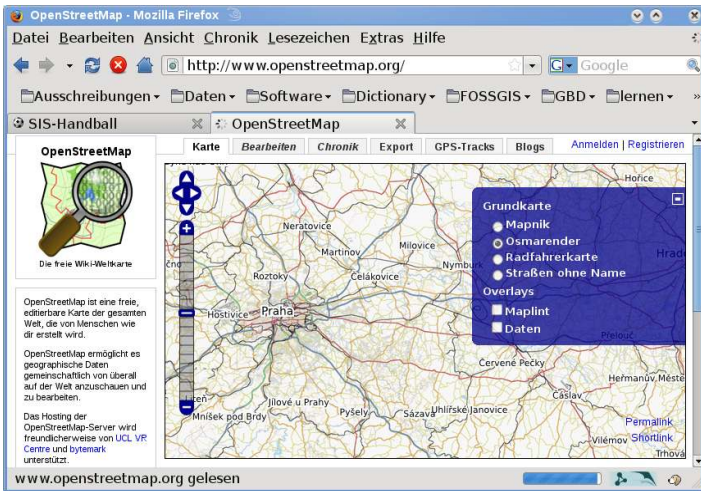 OpenStreetMap - Mozilla Firefox
Datei Bearbeiten Ansicht Chronik Lesezeichen Extras Hilfe
http://www.openstreetmap.org/
G Google
Ausschreibungen Daten Software Dictionary FOSSGIS GBD lernen »
SIS-Handball
OpenStreetMap
Karte Bearbeiten Chronik Export GPS-Tracks Blogs
Anmelden | Registrieren
OpenStreetMap
Die freie Wiki-Weltkarte
OpenStreetMap ist eine freie,
editierbare Karte der gesamten
Welt, die von Menschen wie
dir erstellt wird.
OpenStreetMap ermöglicht es
geographische Daten
gemeinschaftlich von überall
auf der Welt anzuschauen und
zu bearbeiten.
Das Hosting der
OpenStreetMap-Server wird
freundlicherweise von UCL VR
Centre und bytemark
unterstützt.
Hořice
Neratovice
Martinov
Milovice
Roztoky
Čelákovice
Nymburk
Hostivice
Praha
Přelouč
Červené Pečky
Heřmanův Měste
Čáslav
Jílové u Prahy
Mníšek pod Brdy
Pyšely
Sázava
Uhlířské Janovice
Vilémov
Trhová
Grundkarte
Mapnik
Osmarender
Radfahrerkarte
Straßen ohne Name
Overlays
Maplint
Daten
Permalink
Shortlink
www.openstreetmap.org gelesen